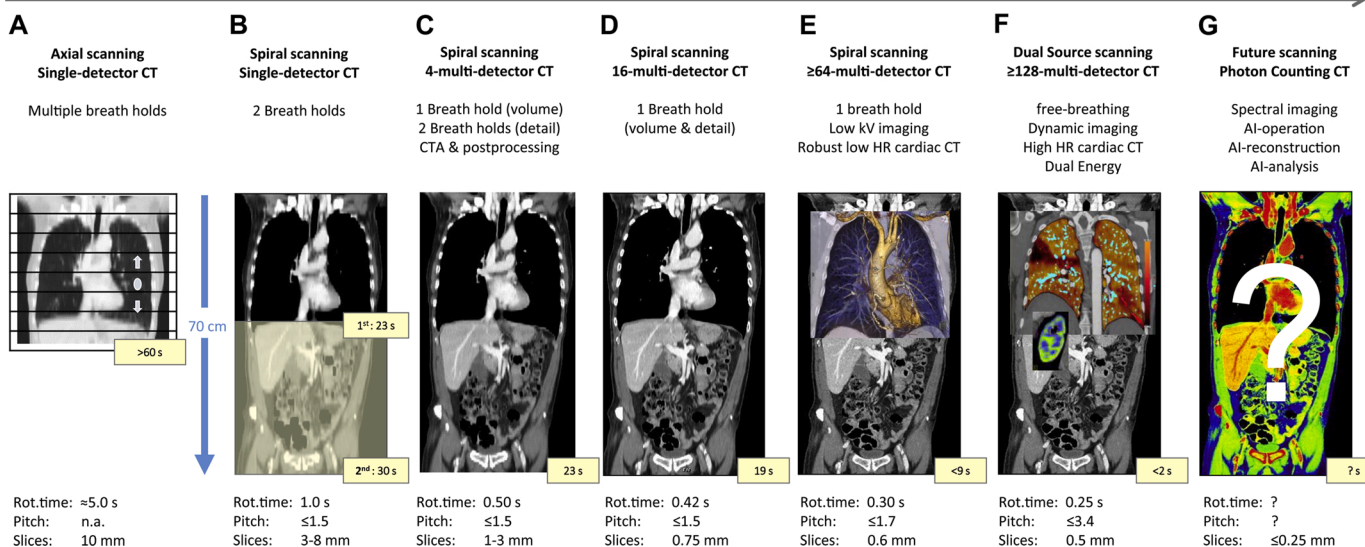 A
Axial scanning
Single-detector CT
Multiple breath holds
0
>60 s
Rot.time: ≈5.0 s
Pitch: n.a.
Slices: 10 mm
70 cm
B
Spiral scanning
Single-detector CT
2 Breath holds
1st : 23 s
2nd : 30 s
Rot.time: 1.0 s
Pitch: ≤1.5
Slices: 3-8 mm
C
Spiral scanning
4-multi-detector CT
1 Breath hold (volume)
2 Breath holds (detail)
CTA & postprocessing
23 s
Rot.time: 0.50 s
Pitch: ≤1.5
Slices: 1-3 mm
D
Spiral scanning
16-multi-detector CT
1 Breath hold
(volume & detail)
19 s
Rot.time: 0.42 s
Pitch: ≤1.5
Slices: 0.75 mm
E
Spiral scanning
≥64-multi-detector CT
1 breath hold
Low kV imaging
Robust low HR cardiac CT
<9 s
Rot.time: 0.30 s
Pitch: ≤1.7
Slices: 0.6 mm
F
Dual Source scanning
≥128-multi-detector CT
free-breathing
Dynamic imaging
High HR cardiac CT
Dual Energy
<2 s
Rot.time: 0.25 s
Pitch: ≤3.4
Slices: 0.5 mm
G
Future scanning
Photon Counting CT
Spectral imaging
AI-operation
AI-reconstruction
AI-analysis
?
? s
Rot.time: ?
Pitch: ?
Slices: ≤0.25 mm